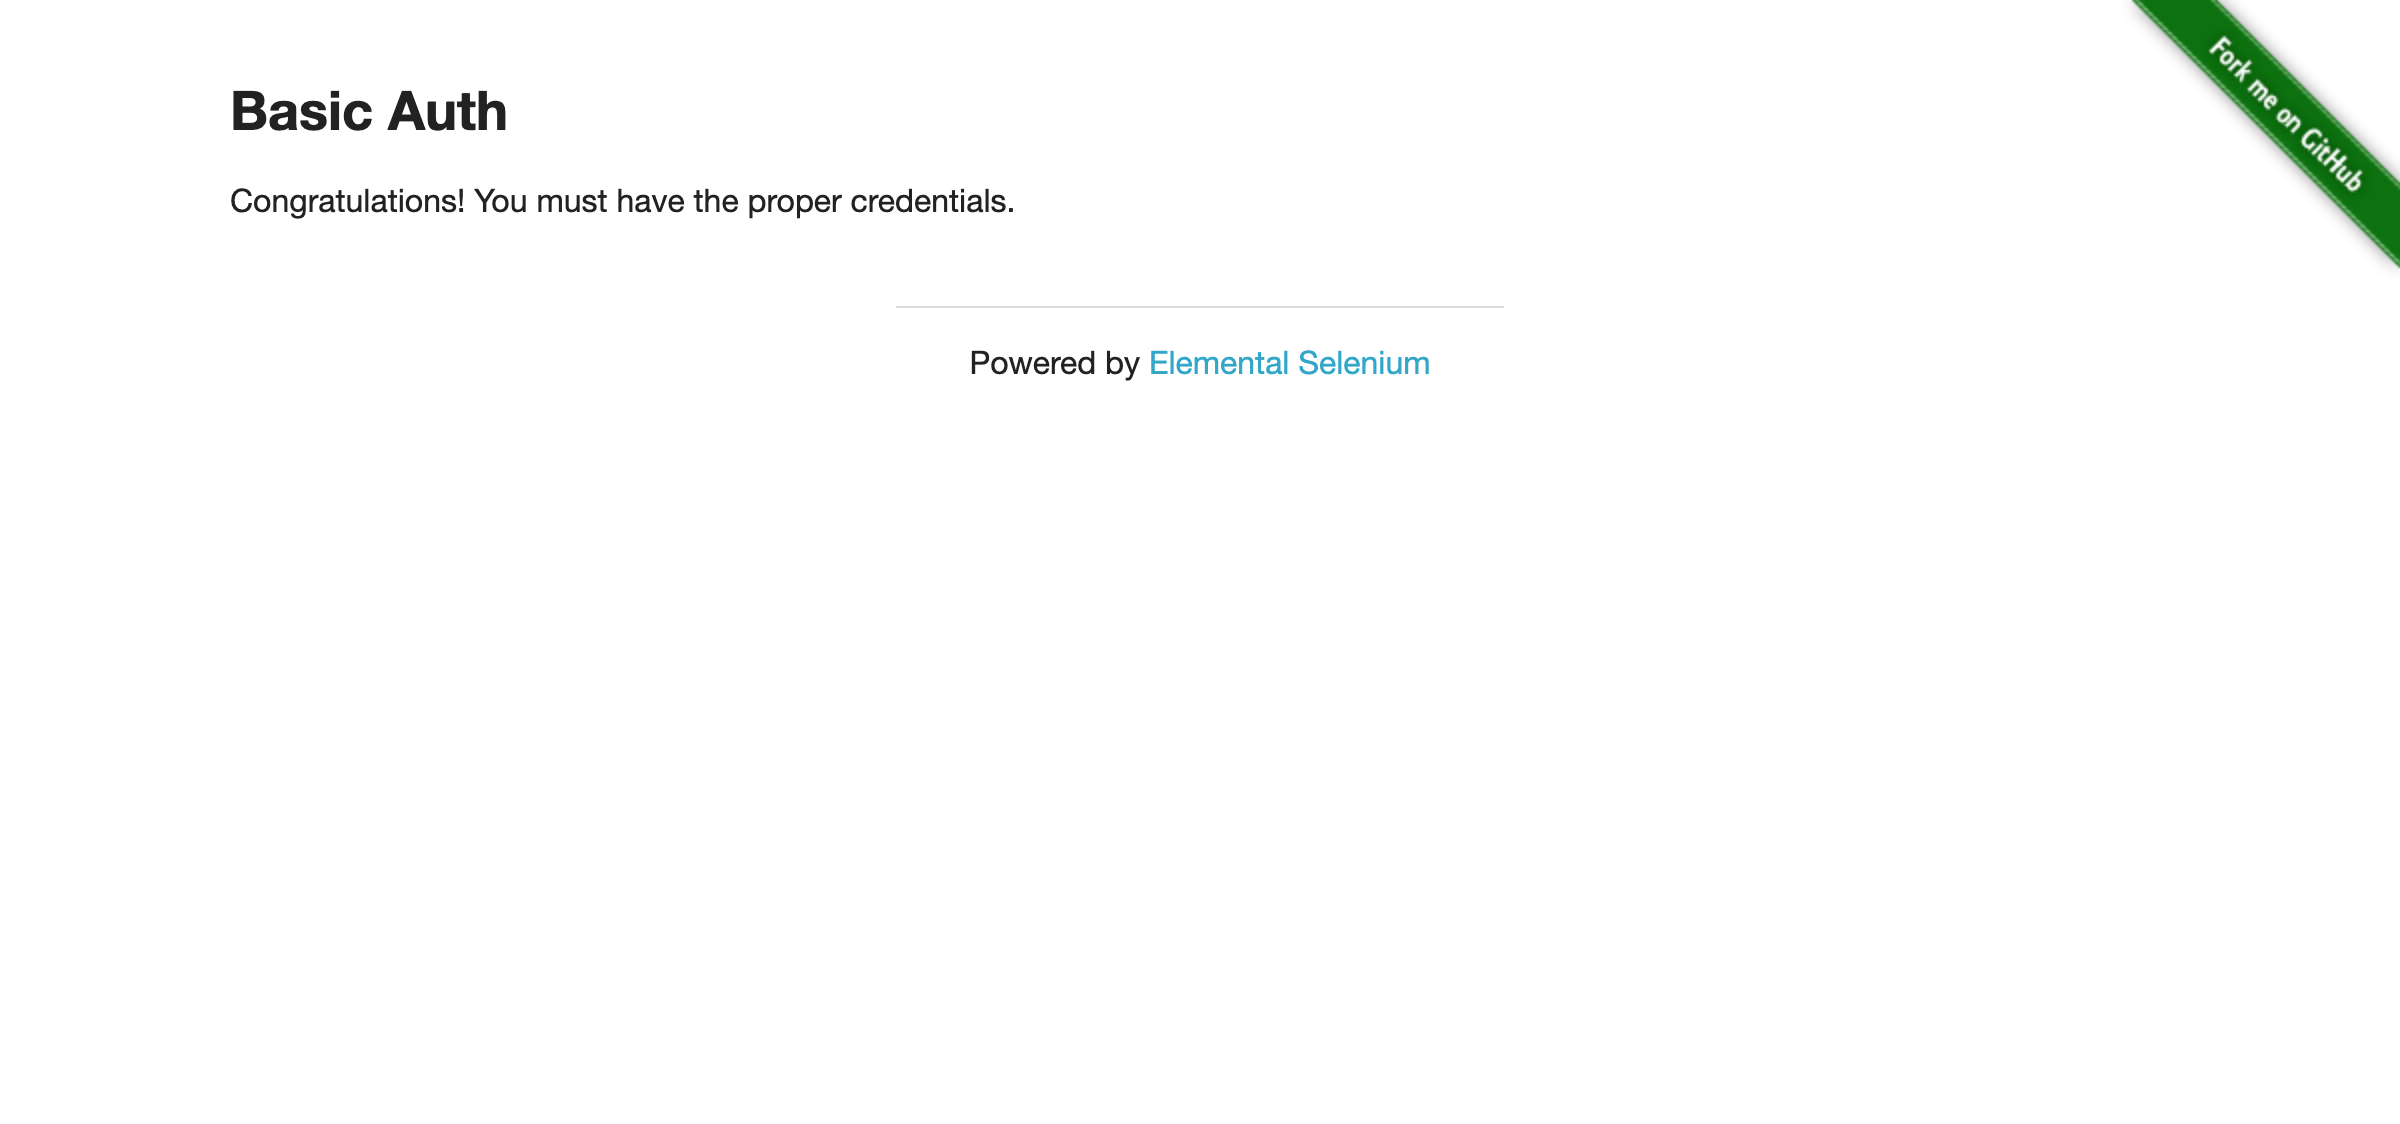 Fork me on GitHub
Basic Auth
Congratulations! You must have the proper credentials.
Powered by Elemental Selenium